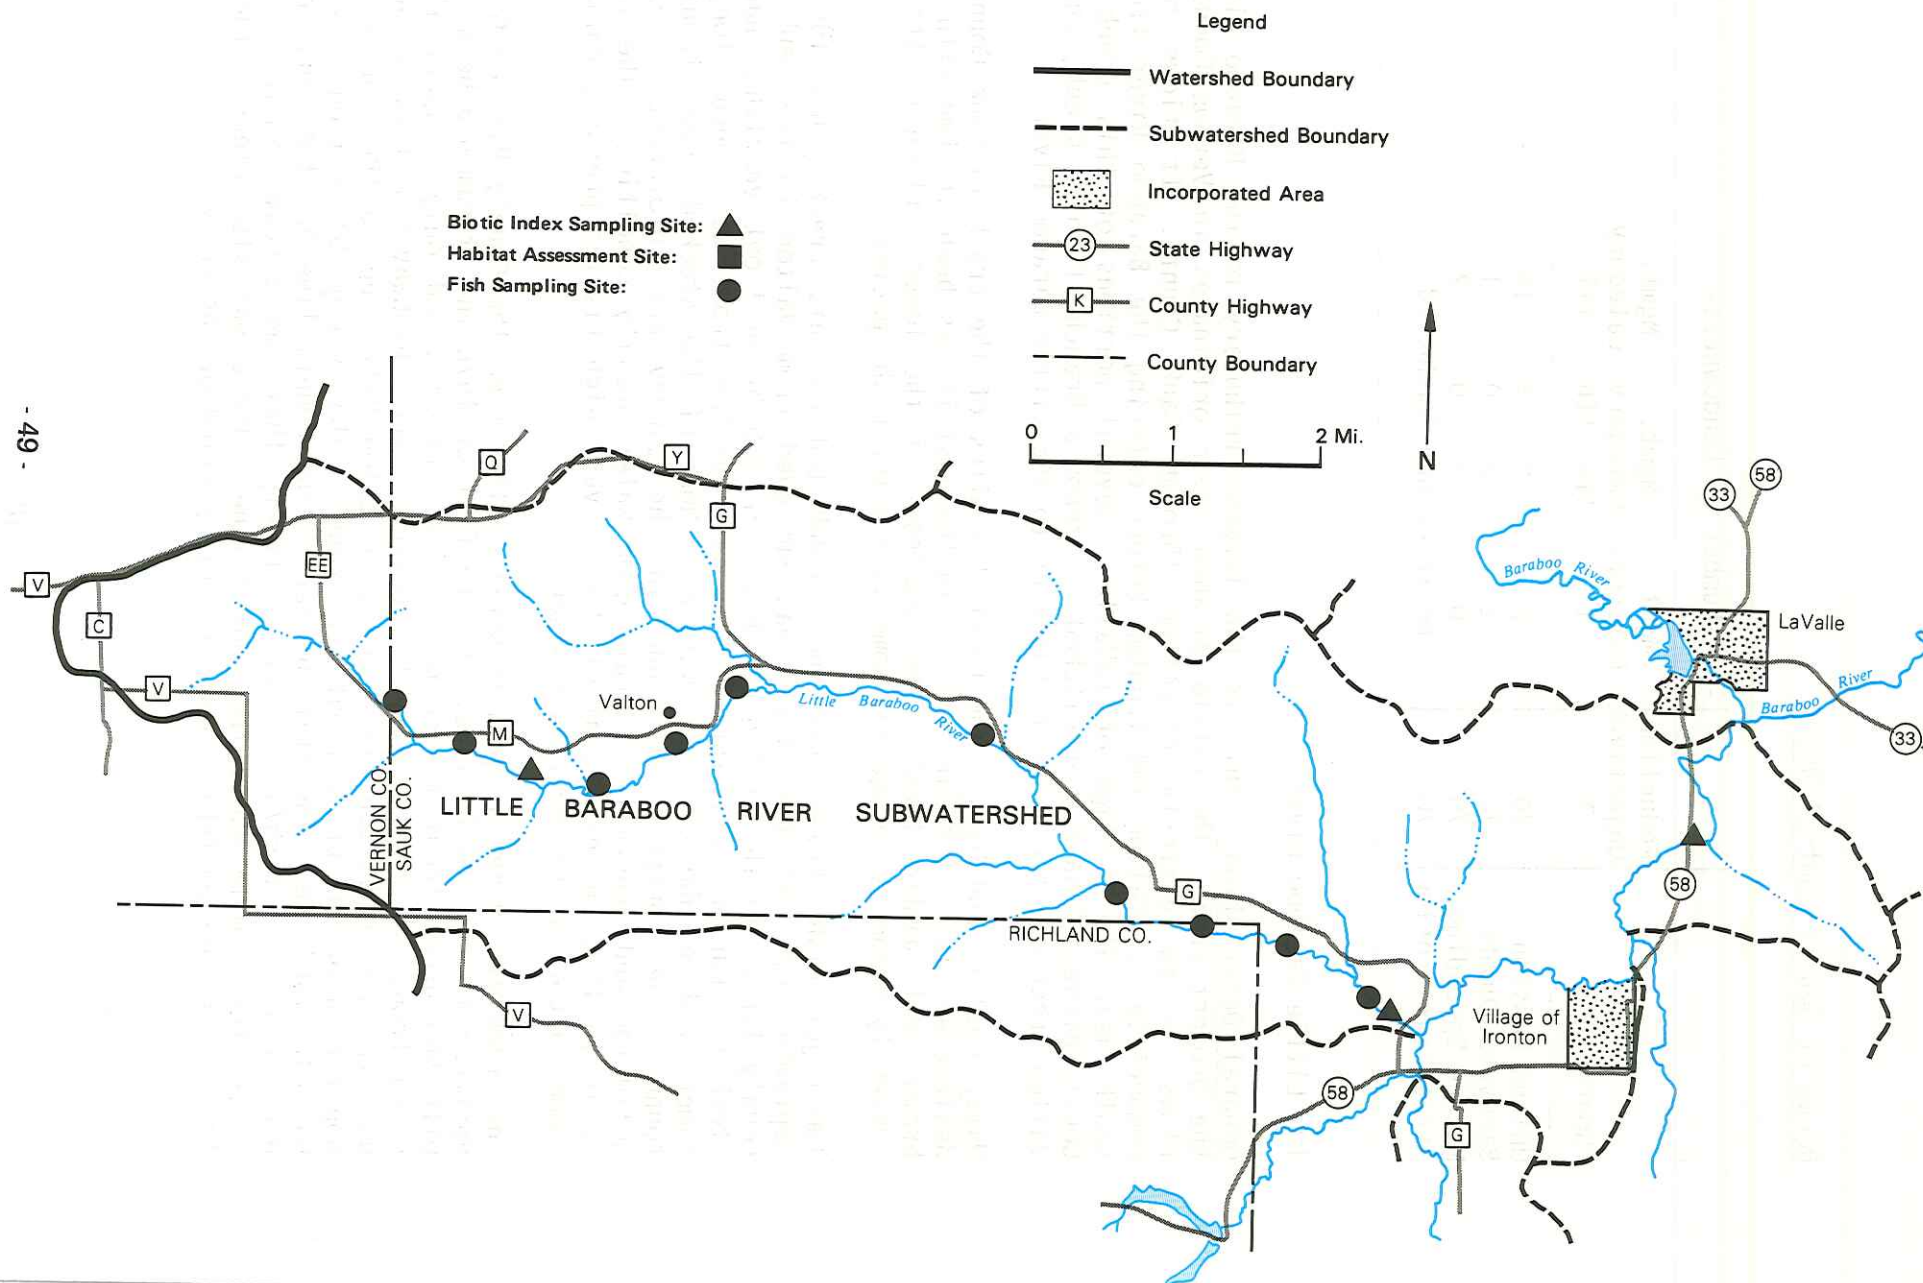 Legend
Watershed Boundary
Subwatershed Boundary
Incorporated Area
23
State Highway
K
County Highway
County Boundary
Biotic Index Sampling Site:
Habitat Assessment Site:
Fish Sampling Site:
0 1 2 Mi.
Scale
N
- 49 -
Q
Y
G
EE
V
C
V
58
33
Baraboo River
LaValle
Baraboo River
33
Valton
M
Little Baraboo River
VERNON CO
SAUK CO.
LITTLE BARABOO RIVER SUBWATERSHED
58
G
RICHLAND CO.
V
Village of
Ironton
58
G